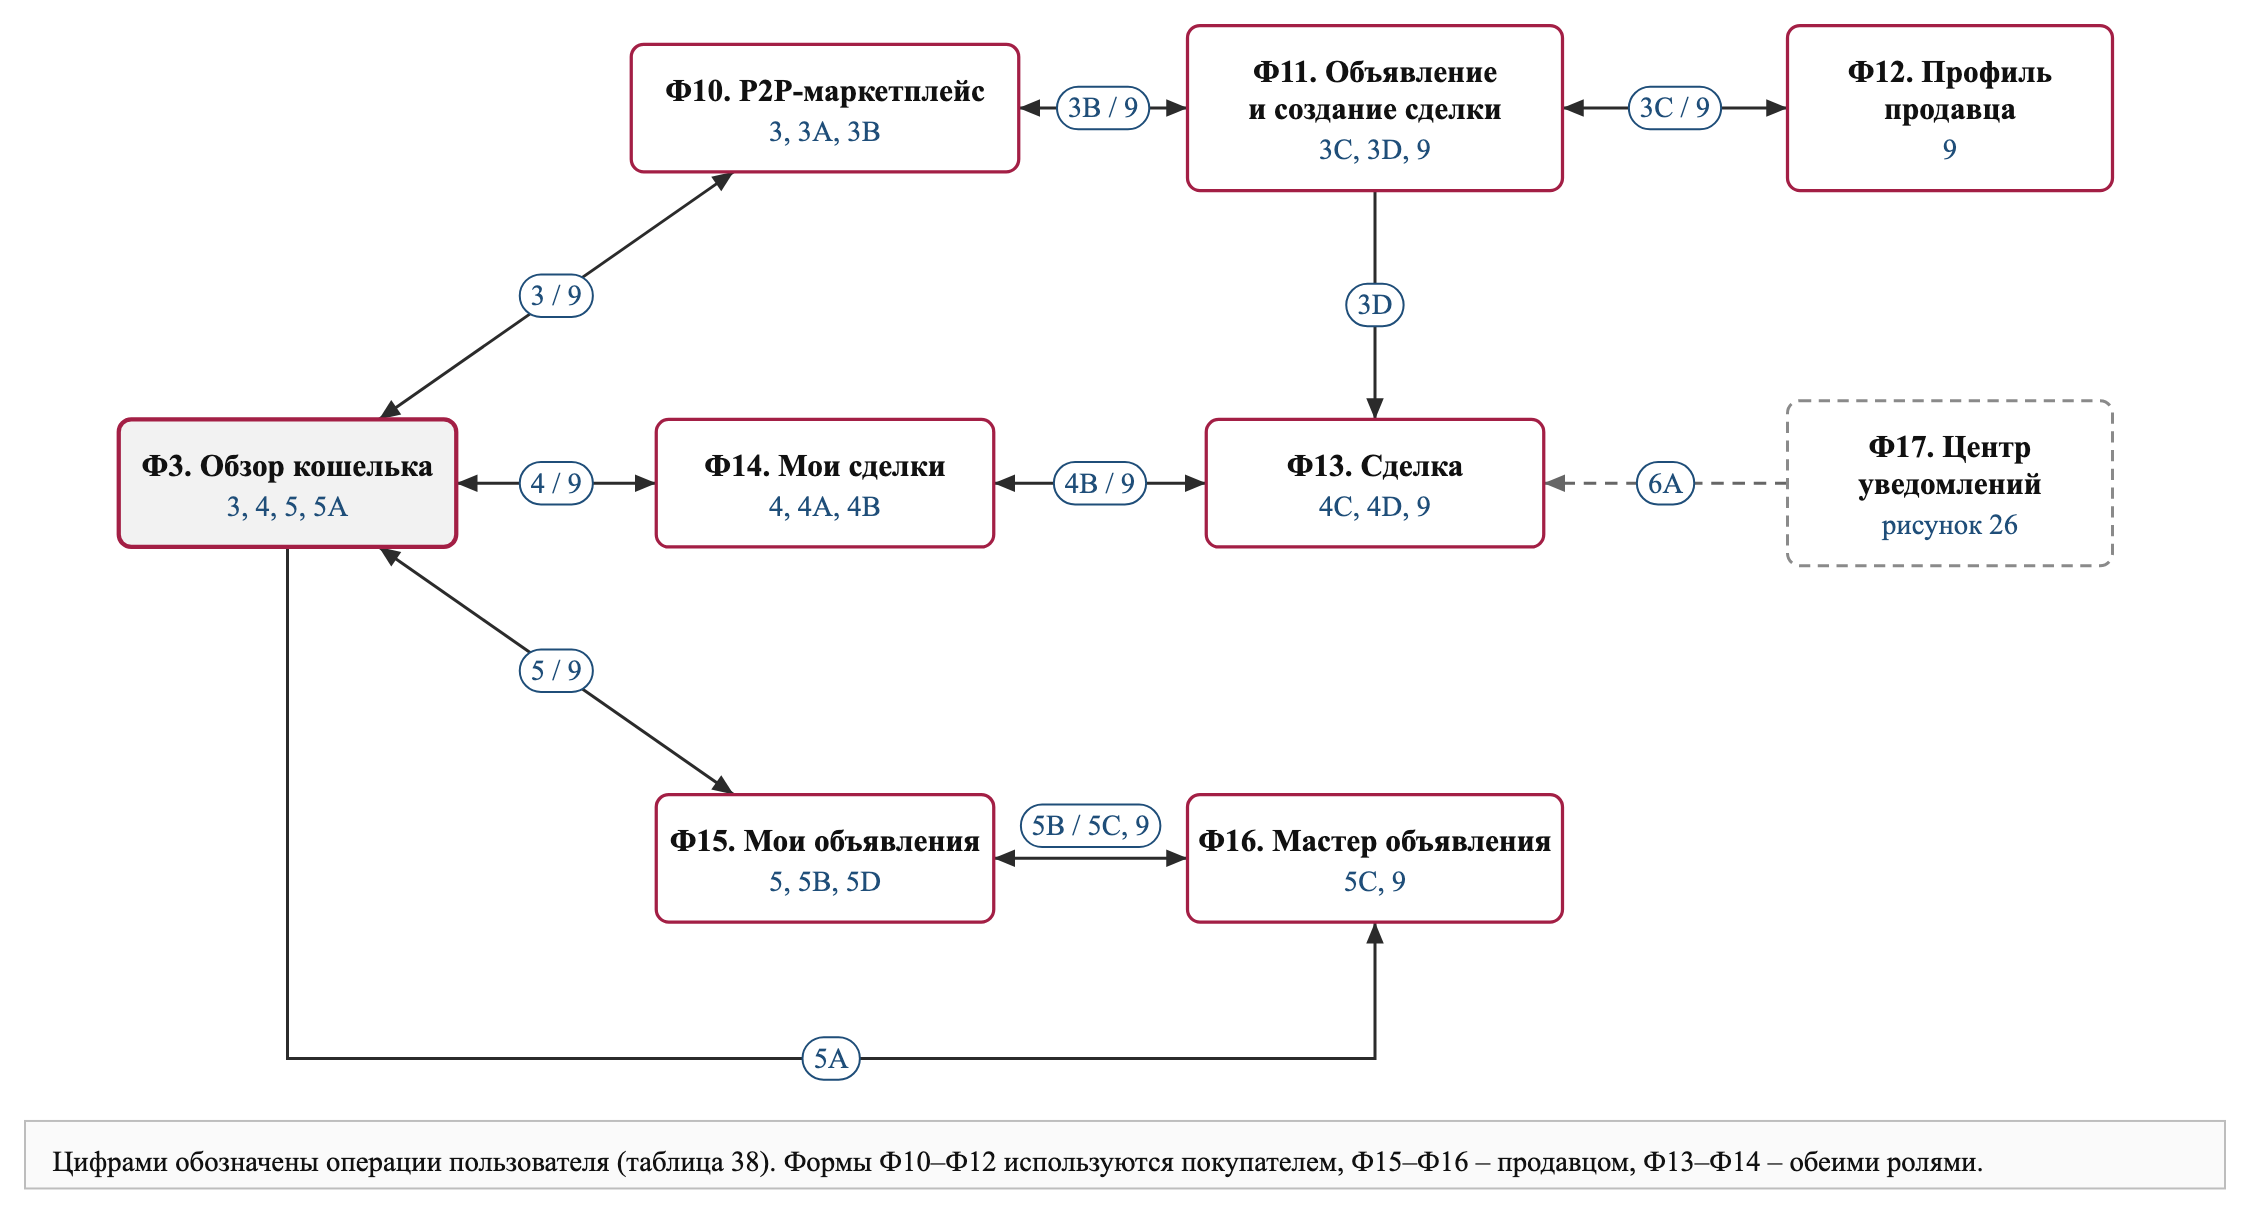 Ф10. P2P-маркетплейс
3, 3A, 3B
3B / 9
Ф11. Объявление
и создание сделки
3C, 3D, 9
3C / 9
Ф12. Профиль
продавца
9
3 / 9
3D
Ф3. Обзор кошелька
3, 4, 5, 5A
4 / 9
Ф14. Мои сделки
4, 4A, 4B
4B / 9
Ф13. Сделка
4C, 4D, 9
6A
Ф17. Центр
уведомлений
рисунок 26
5 / 9
Ф15. Мои объявления
5, 5B, 5D
5B / 5C, 9
Ф16. Мастер объявления
5C, 9
5A
Цифрами обозначены операции пользователя (таблица 38). Формы Ф10–Ф12 используются покупателем, Ф15–Ф16 – продавцом, Ф13–Ф14 – обеими ролями.